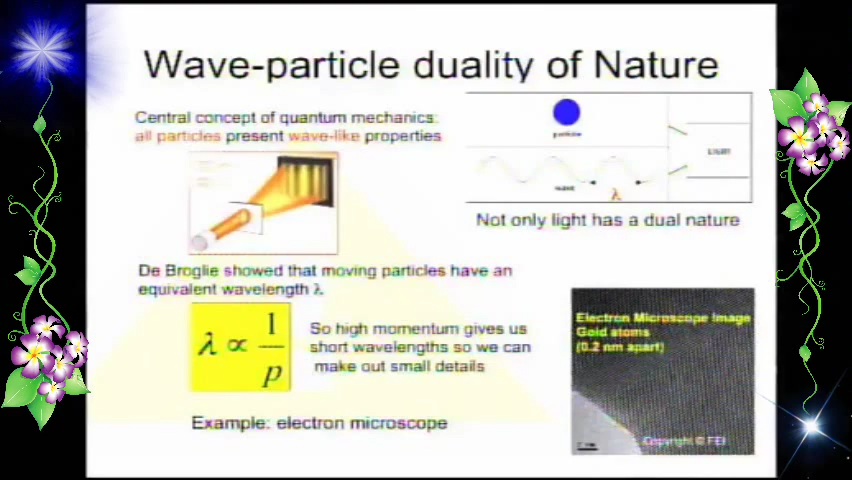 Wave-particle duality of Nature
Central concept of quantum mechanics:
all particles present wave-like properties
particle
LIGHT
wave
λ
Not only light has a dual nature
De Broglie showed that moving particles have an
equivalent wavelength λ
λ ∝ 1/p
So high momentum gives us
short wavelengths so we can
make out small details
Electron Microscope Image
Gold atoms
(0.2 nm apart)
Copyright © FEI
Example: electron microscope